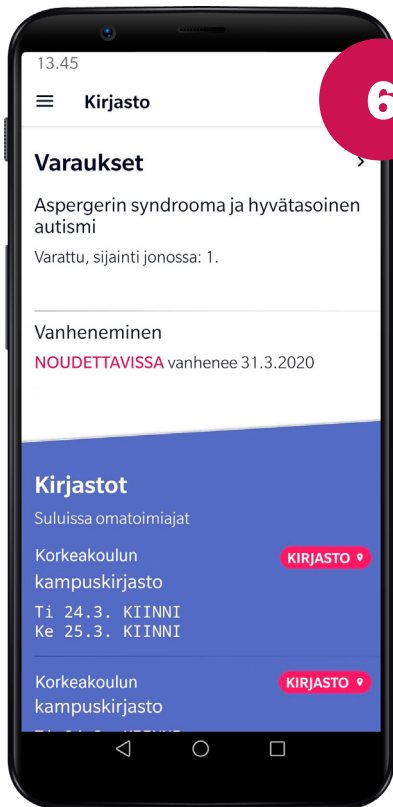 13.45
Kirjasto
6
Varaukset
Aspergerin syndrooma ja hyvätasoinen
autismi
Varattu, sijainti jonossa: 1.
Vanheneminen
NOUDETTAVISSA vanhenee 31.3.2020
Kirjastot
Suluissa omatoimiajat
Korkeakoulun KIRJASTO
kampuskirjasto
Ti 24.3. KIINNI
Ke 25.3. KIINNI
Korkeakoulun KIRJASTO
kampuskirjasto